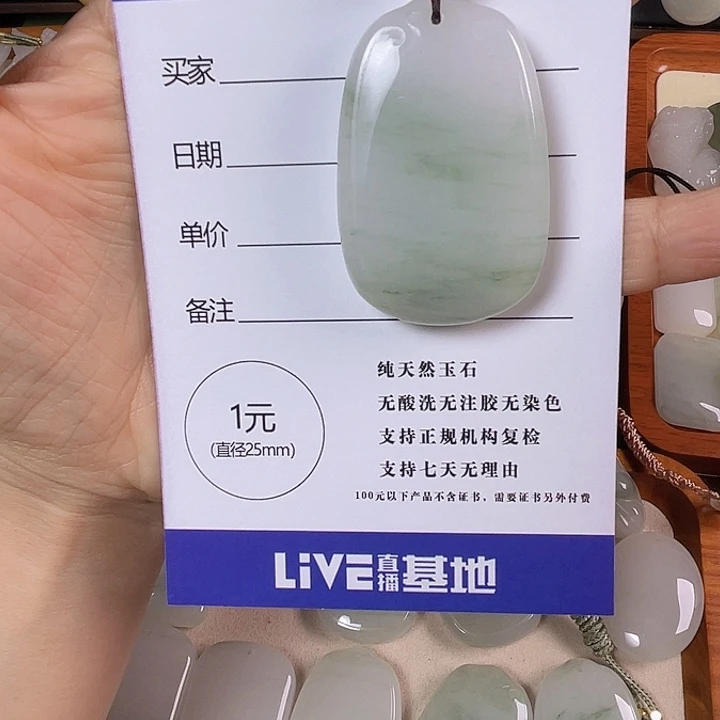 买家
日期
单价
备注
1元
(直径25mm)
纯天然玉石
无酸洗无注胶无染色
支持正规机构复检
支持七天无理由
100元以下产品不含证书，需要证书另外付费
LiVE直播基地